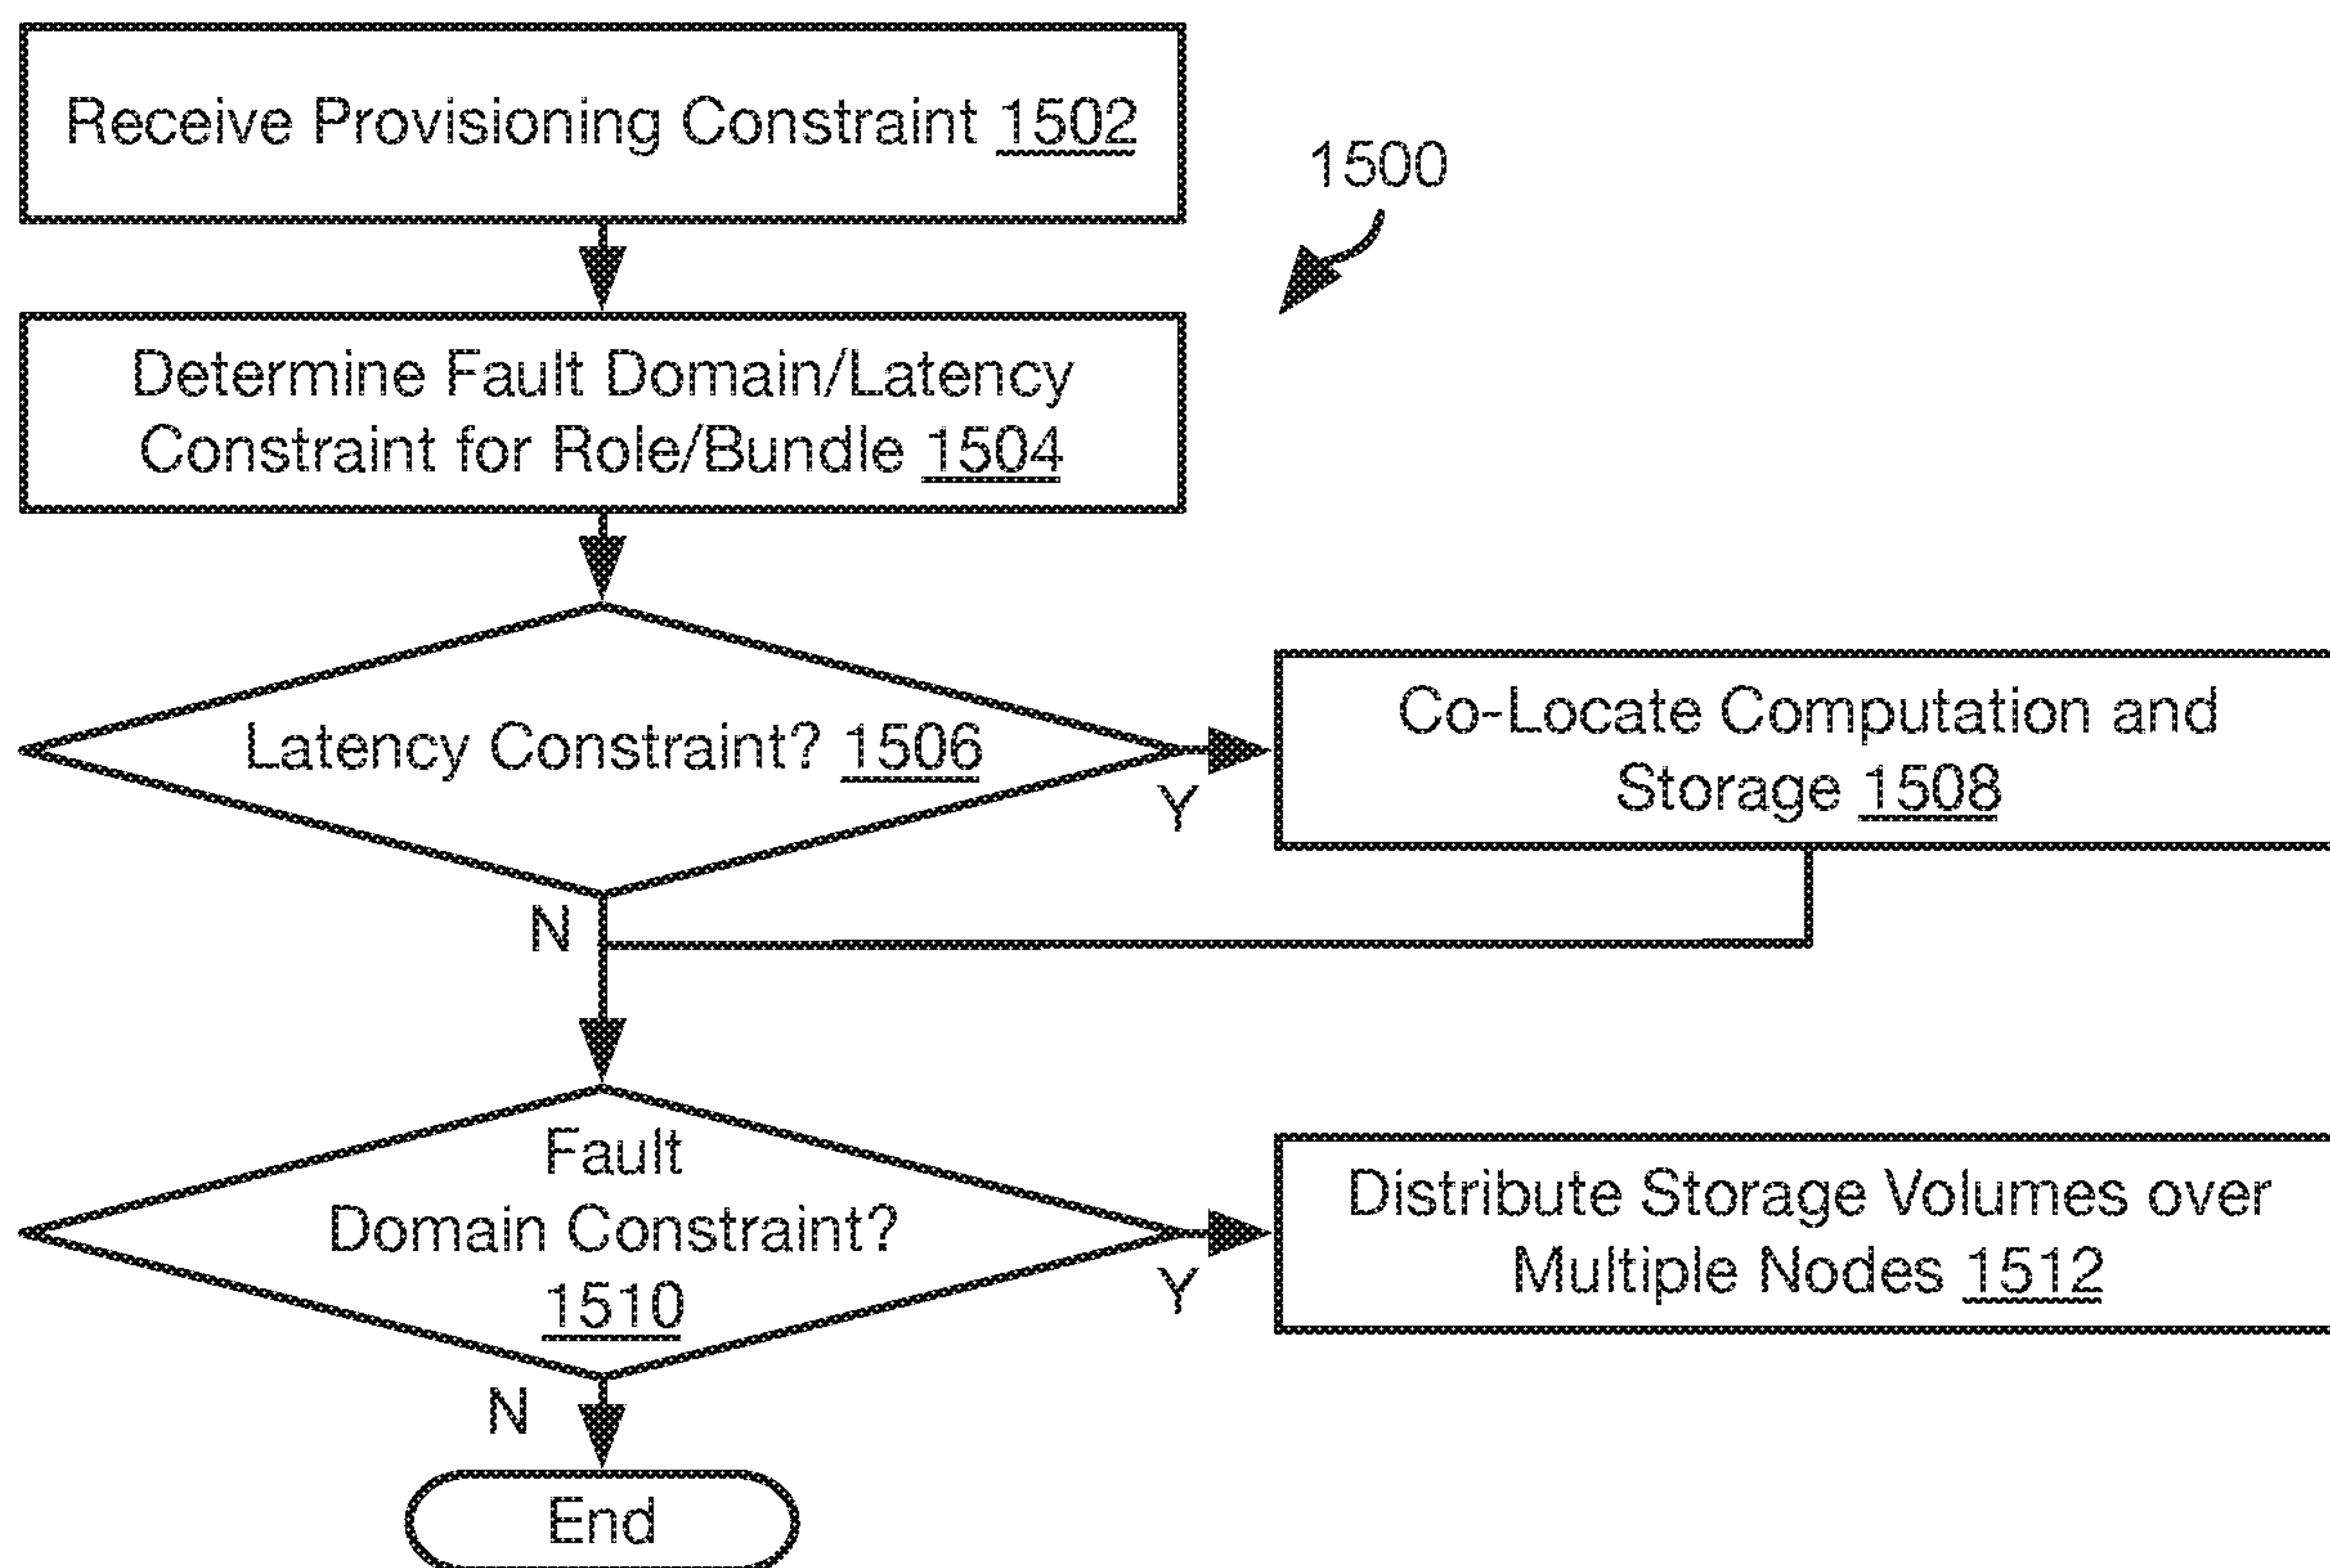 Receive Provisioning Constraint 1502
1500
Determine Fault Domain/Latency
Constraint for Role/Bundle 1504
Latency Constraint? 1506
Y
Co-Locate Computation and
Storage 1508
N
Fault
Domain Constraint?
1510
Y
Distribute Storage Volumes over
Multiple Nodes 1512
N
End